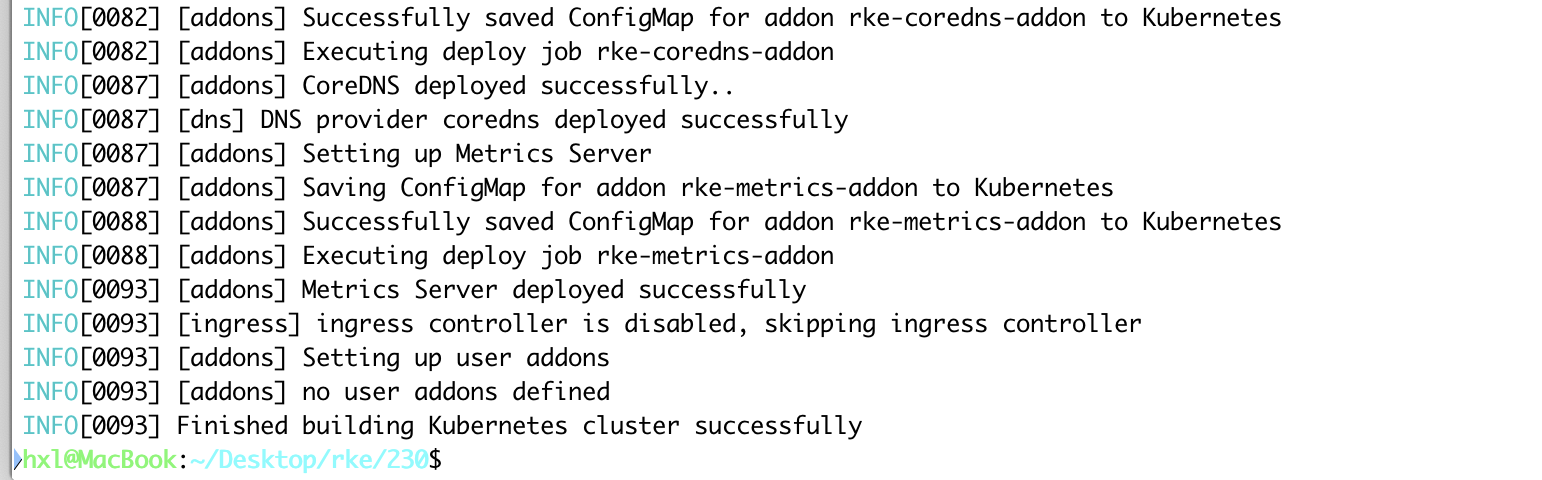 INFO[0082] [addons] Successfully saved ConfigMap for addon rke-coredns-addon to Kubernetes
INFO[0082] [addons] Executing deploy job rke-coredns-addon
INFO[0087] [addons] CoreDNS deployed successfully..
INFO[0087] [dns] DNS provider coredns deployed successfully
INFO[0087] [addons] Setting up Metrics Server
INFO[0087] [addons] Saving ConfigMap for addon rke-metrics-addon to Kubernetes
INFO[0088] [addons] Successfully saved ConfigMap for addon rke-metrics-addon to Kubernetes
INFO[0088] [addons] Executing deploy job rke-metrics-addon
INFO[0093] [addons] Metrics Server deployed successfully
INFO[0093] [ingress] ingress controller is disabled, skipping ingress controller
INFO[0093] [addons] Setting up user addons
INFO[0093] [addons] no user addons defined
INFO[0093] Finished building Kubernetes cluster successfully
hxl@MacBook:~/Desktop/rke/230$